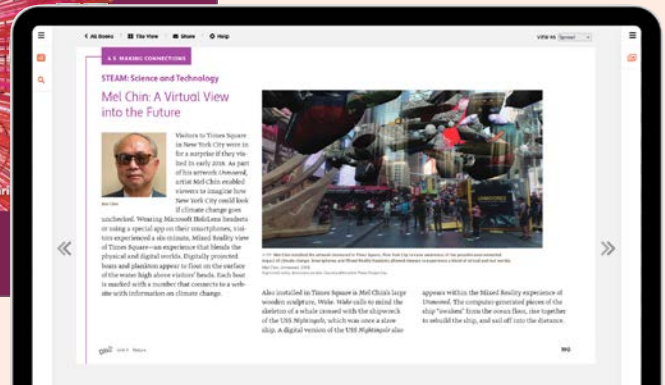 All Books
Tile View
Share
Help
VIEW AS Spread
4.5 MAKING CONNECTIONS
STEAM: Science and Technology
Mel Chin: A Virtual View
into the Future
Visitors to Times Square
in New York City were in
for a surprise if they vis-
ited in early 2018. As part
of his artwork Unmoored,
artist Mel Chin enabled
viewers to imagine how
New York City could look
if climate change goes
Mel Chin
unchecked. Wearing Microsoft HoloLens headsets
or using a special app on their smartphones, visi-
tors experienced a six-minute, Mixed Reality view
of Times Square—an experience that blends the
physical and digital worlds. Digitally projected
boats and plankton appear to float on the surface
of the water high above visitors' heads. Each boat
is marked with a number that connects to a web-
site with information on climate change.
Mel Chin, Unmoored, 2018.
Also installed in Times Square is Mel Chin's large
wooden sculpture, Wake. Wake calls to mind the
skeleton of a whale crossed with the shipwreck
of the USS Nightingale, which was once a slave
ship. A digital version of the USS Nightingale also
appears within the Mixed Reality experience of
Unmoored. The computer-generated pieces of the
ship "awaken" from the ocean floor, rise together
to rebuild the ship, and sail off into the distance.
Unit 4 Nature